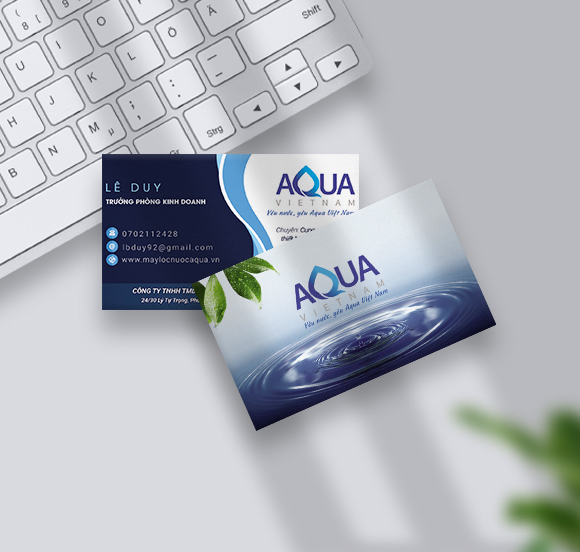 Shift
Strg
Gr
U
I
O
P
Ü
H
J
K
L
Ö
Ä
B
N
M
µ
LÊ DUY
TRƯỞNG PHÒNG KINH DOANH
0702112428
lbduy92@gmail.com
www.maylocnuocaqua.vn
CÔNG TY TNHH
24/30 Lý Tự Trọng,
AQUA
VIETNAM
Yêu nước, yêu Aqua Việt Nam
Chuyên:
AQUA
VIETNAM
Yêu nước, yêu Aqua Việt Nam